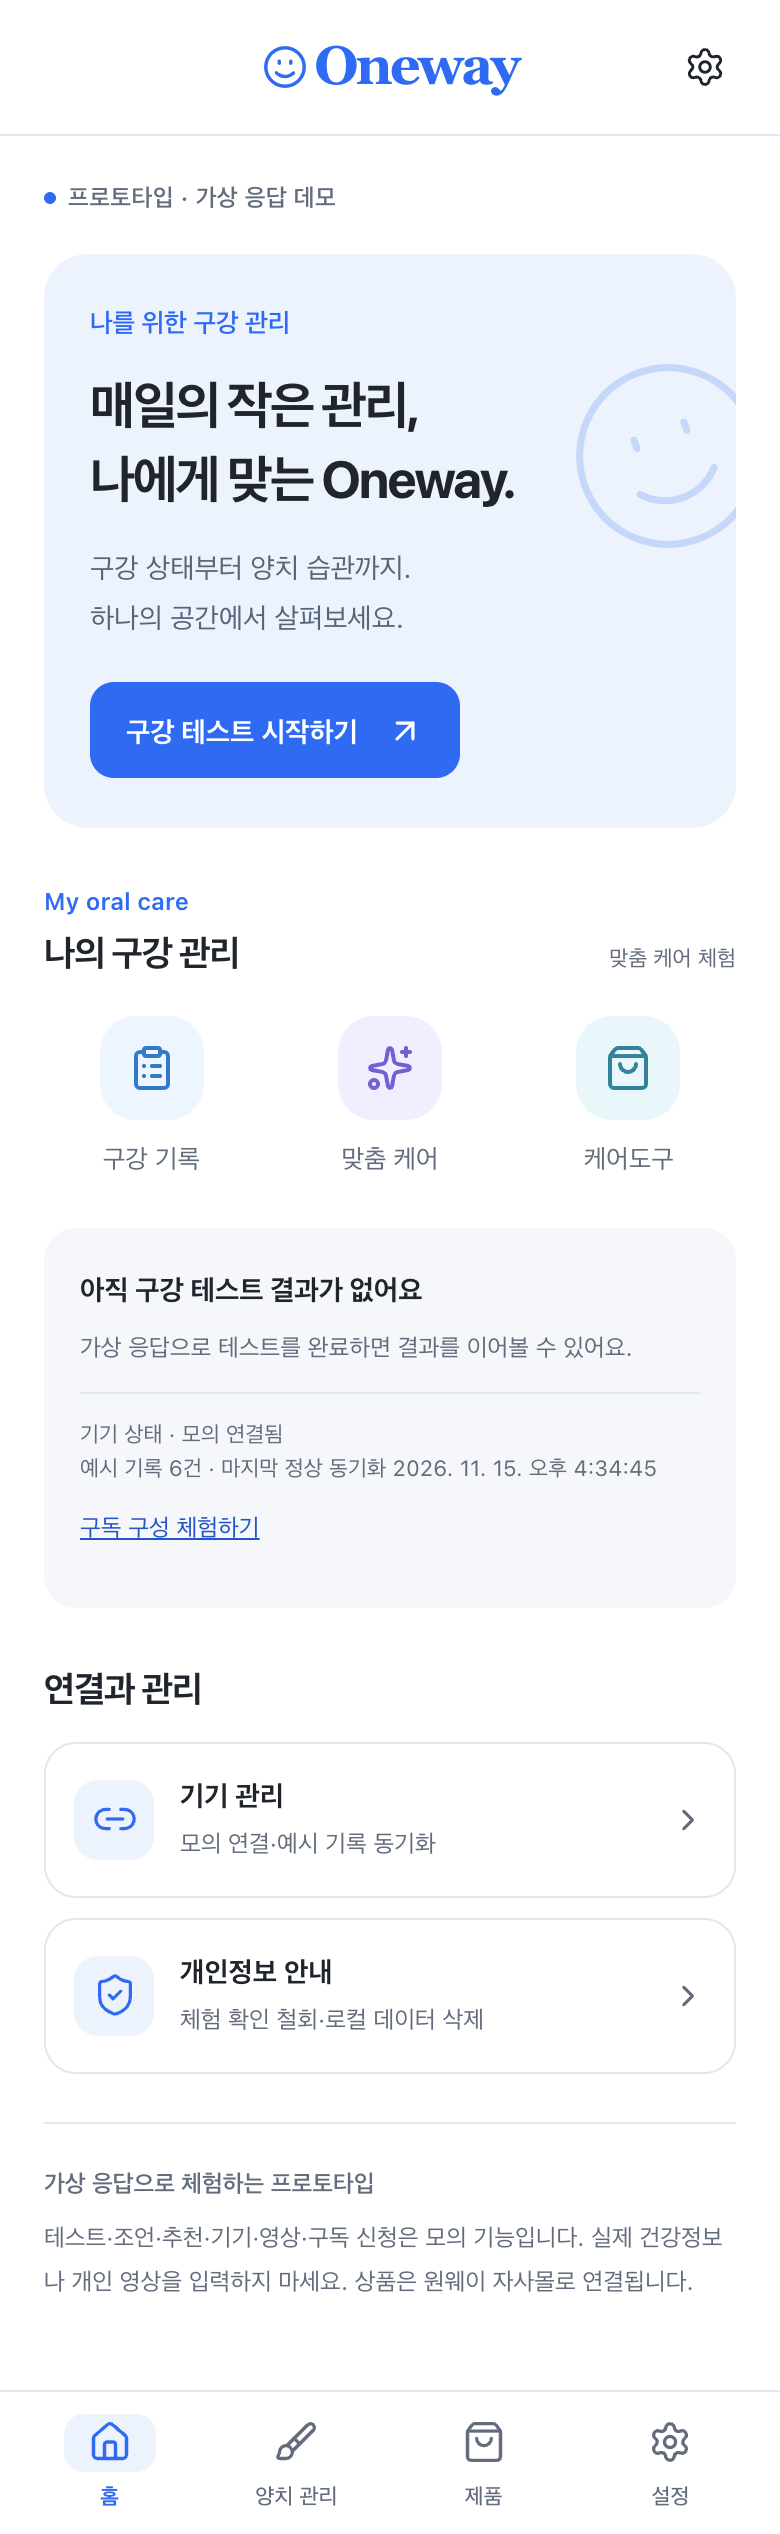 Oneway
프로토타입 · 가상 응답 데모
나를 위한 구강 관리
매일의 작은 관리,
나에게 맞는 Oneway.
구강 상태부터 양치 습관까지.
하나의 공간에서 살펴보세요.
구강 테스트 시작하기
My oral care
나의 구강 관리
맞춤 케어 체험
구강 기록
맞춤 케어
케어도구
아직 구강 테스트 결과가 없어요
가상 응답으로 테스트를 완료하면 결과를 이어볼 수 있어요.
기기 상태 · 모의 연결됨
예시 기록 6건 · 마지막 정상 동기화 2026. 11. 15. 오후 4:34:45
구독 구성 체험하기
연결과 관리
기기 관리
모의 연결·예시 기록 동기화
개인정보 안내
체험 확인 철회·로컬 데이터 삭제
가상 응답으로 체험하는 프로토타입
테스트·조언·추천·기기·영상·구독 신청은 모의 기능입니다. 실제 건강정보
나 개인 영상을 입력하지 마세요. 상품은 원웨이 자사몰로 연결됩니다.
홈
양치 관리
제품
설정